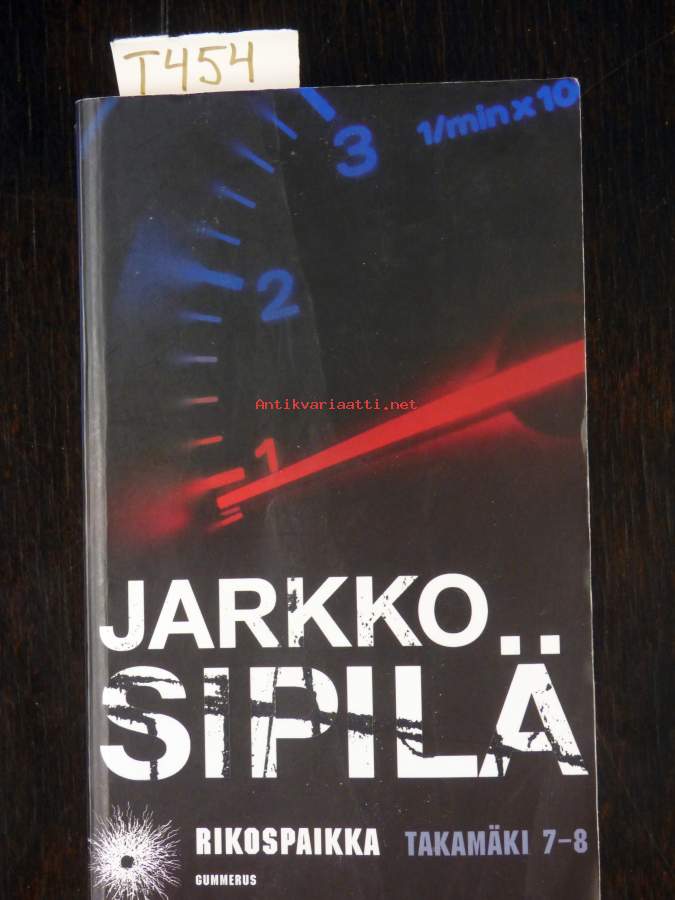 T454
1/min x 10
3
2
Antikvariaatti.net
1
JARKKO
SIPILÄ
RIKOSPAIKKA TAKAMÄKI 7-8
GUMMERUS